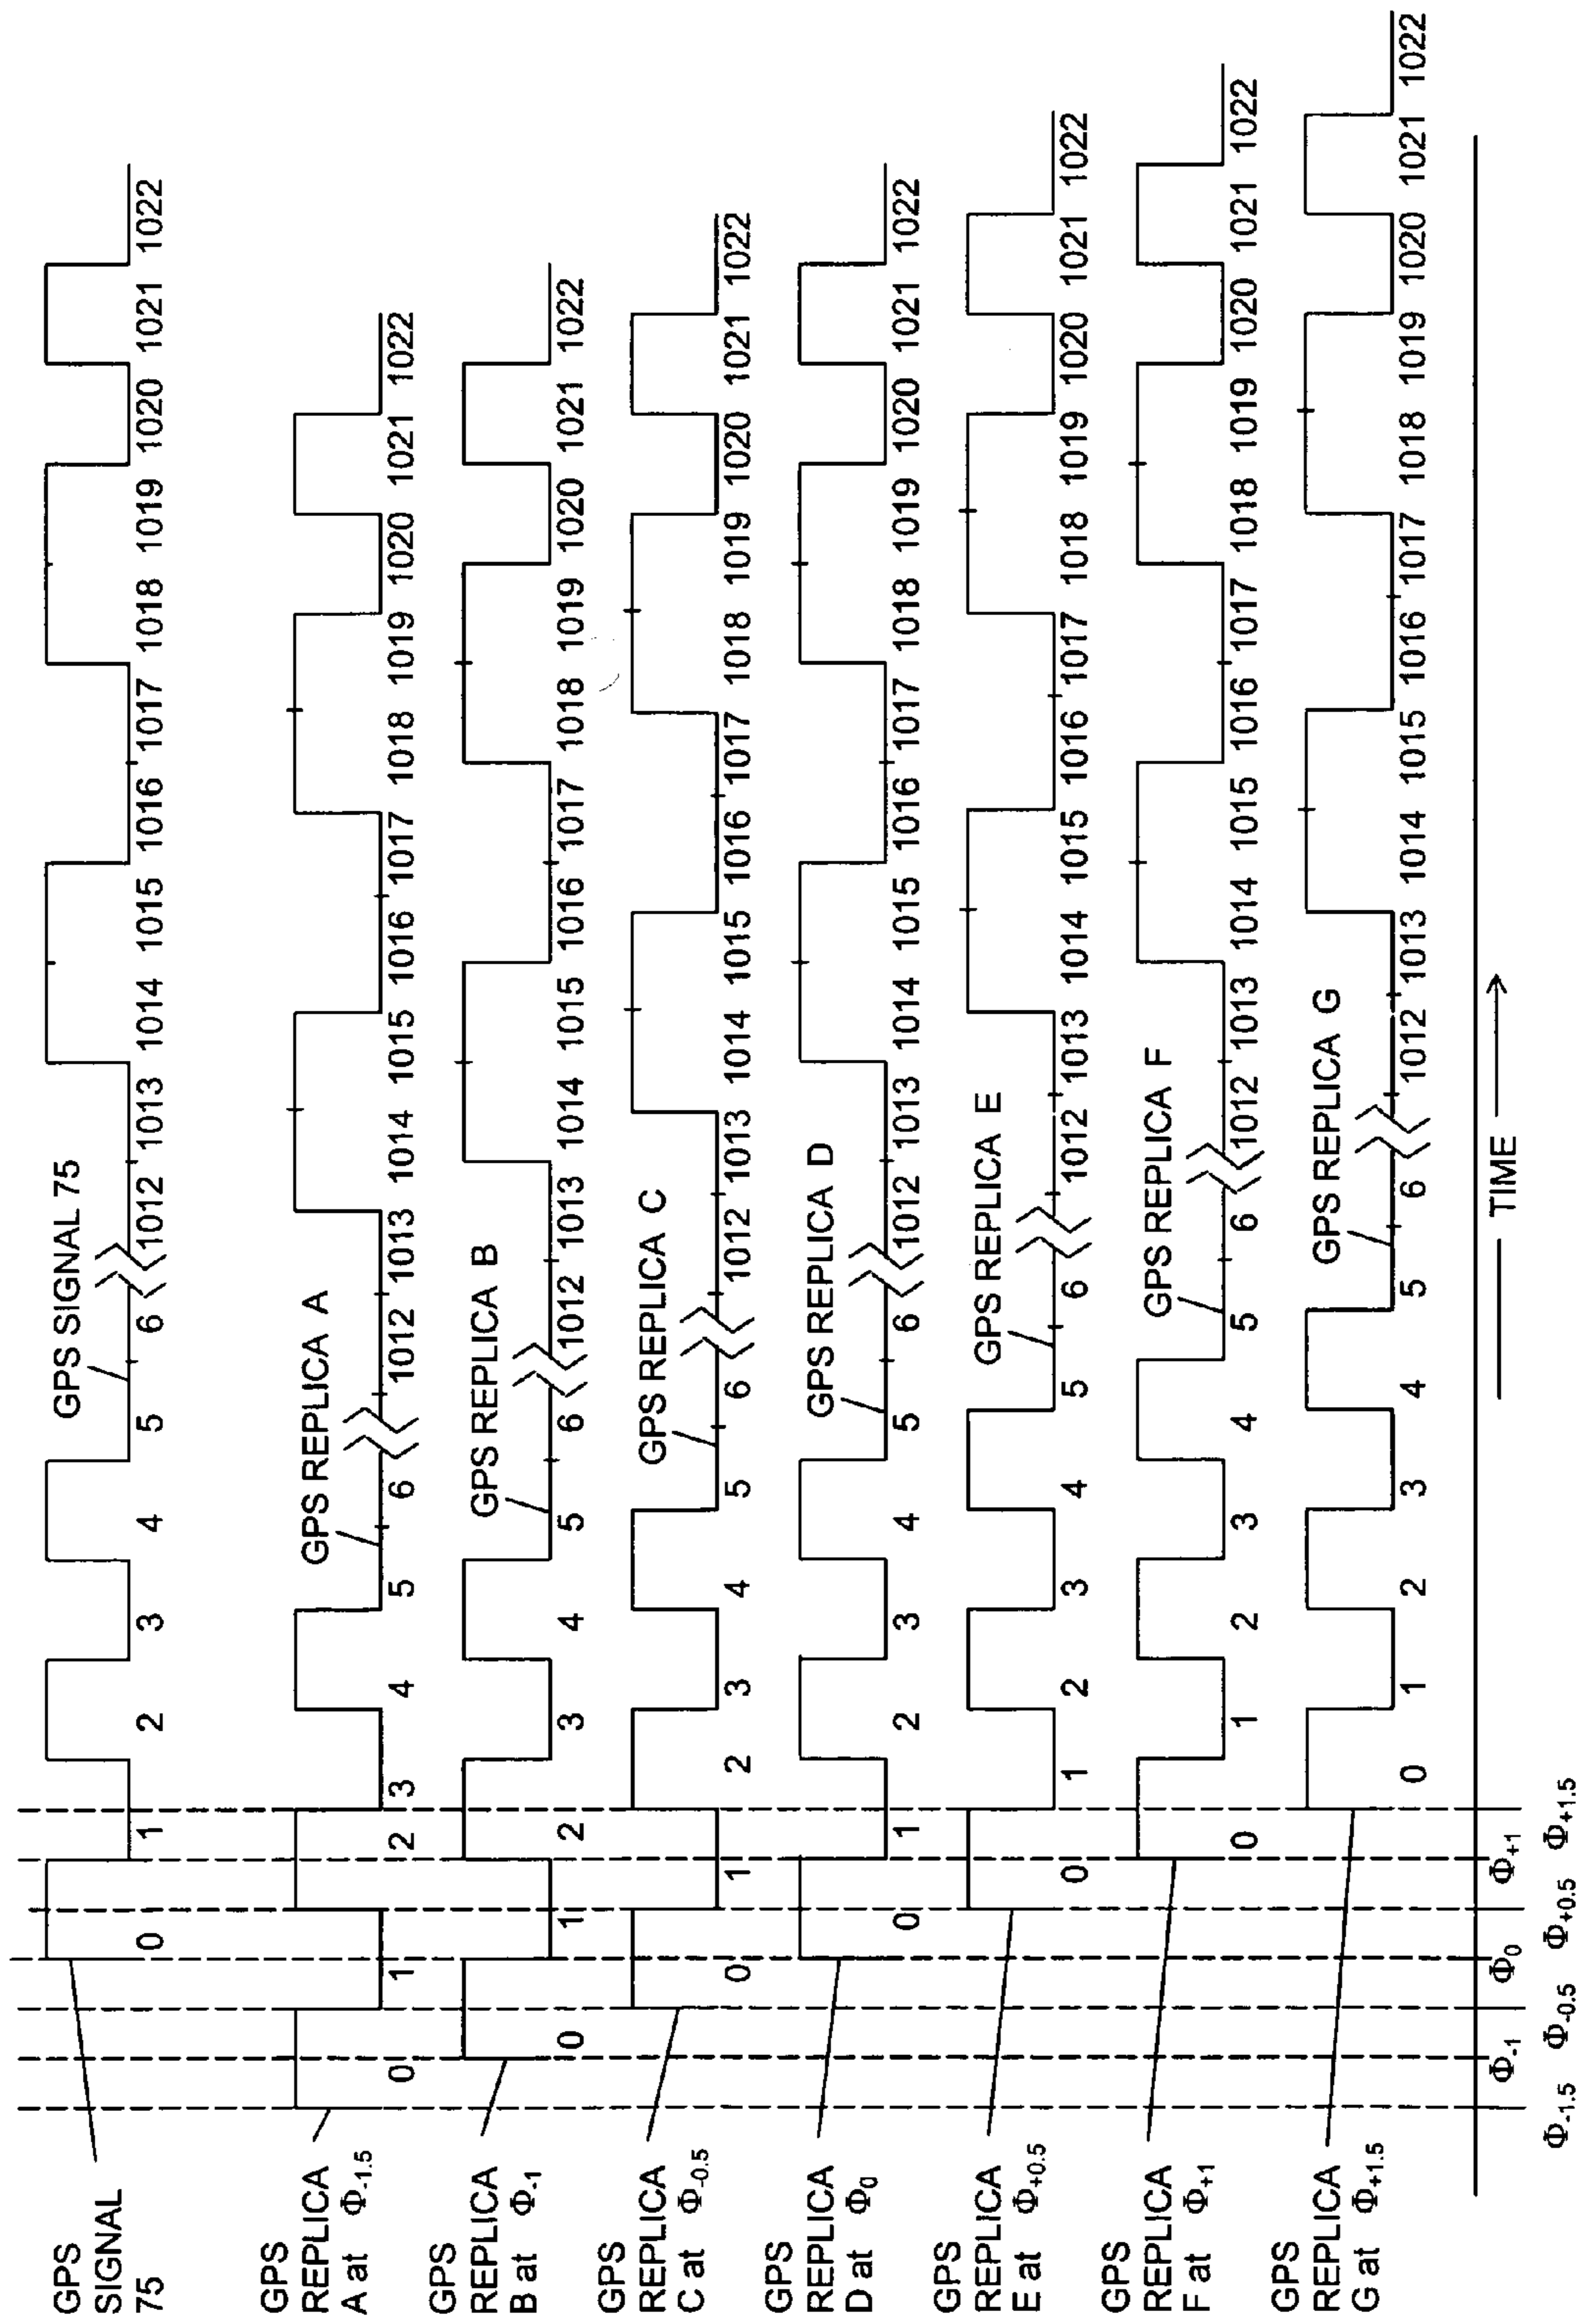 GPS
SIGNAL
75
0 1 2 3 4 5 6 1012 1013 1014 1015 1016 1017 1018 1019 1020 1021 1022
GPS SIGNAL 75
GPS
REPLICA
A at Φ-1.5
0 1 2 3 4 5 6 1012 1013 1014 1015 1016 1017 1018 1019 1020 1021 1022
GPS REPLICA A
GPS
REPLICA
B at Φ-1
0 1 2 3 4 5 6 1012 1013 1014 1015 1016 1017 1018 1019 1020 1021 1022
GPS REPLICA B
GPS
REPLICA
C at Φ-0.5
0 1 2 3 4 5 6 1012 1013 1014 1015 1016 1017 1018 1019 1020 1021 1022
GPS REPLICA C
GPS
REPLICA
D at Φ0
0 1 2 3 4 5 6 1012 1013 1014 1015 1016 1017 1018 1019 1020 1021 1022
GPS REPLICA D
GPS
REPLICA
E at Φ+0.5
0 1 2 3 4 5 6 1012 1013 1014 1015 1016 1017 1018 1019 1020 1021 1022
GPS REPLICA E
GPS
REPLICA
F at Φ+1
0 1 2 3 4 5 6 1012 1013 1014 1015 1016 1017 1018 1019 1020 1021 1022
GPS REPLICA F
GPS
REPLICA
G at Φ+1.5
0 1 2 3 4 5 6 1012 1013 1014 1015 1016 1017 1018 1019 1020 1021 1022
GPS REPLICA G
Φ-1 Φ0 Φ+1
TIME
Φ-1.5 Φ-0.5 Φ+0.5 Φ+1.5